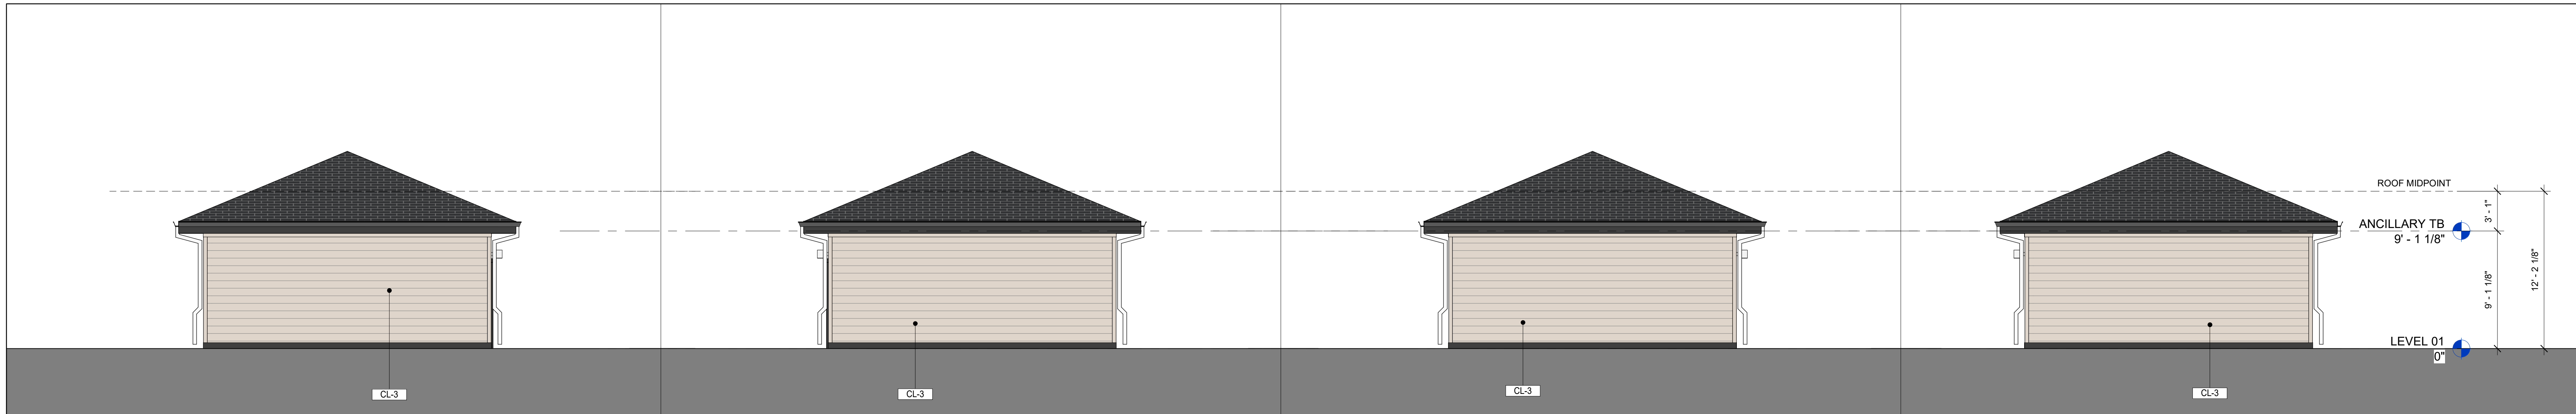 ROOF MIDPOINT
3' - 1"
ANCILLARY TB
9' - 1 1/8"
12' - 2 1/8"
9' - 1 1/8"
LEVEL 01
0"
CL-3
CL-3
CL-3
CL-3